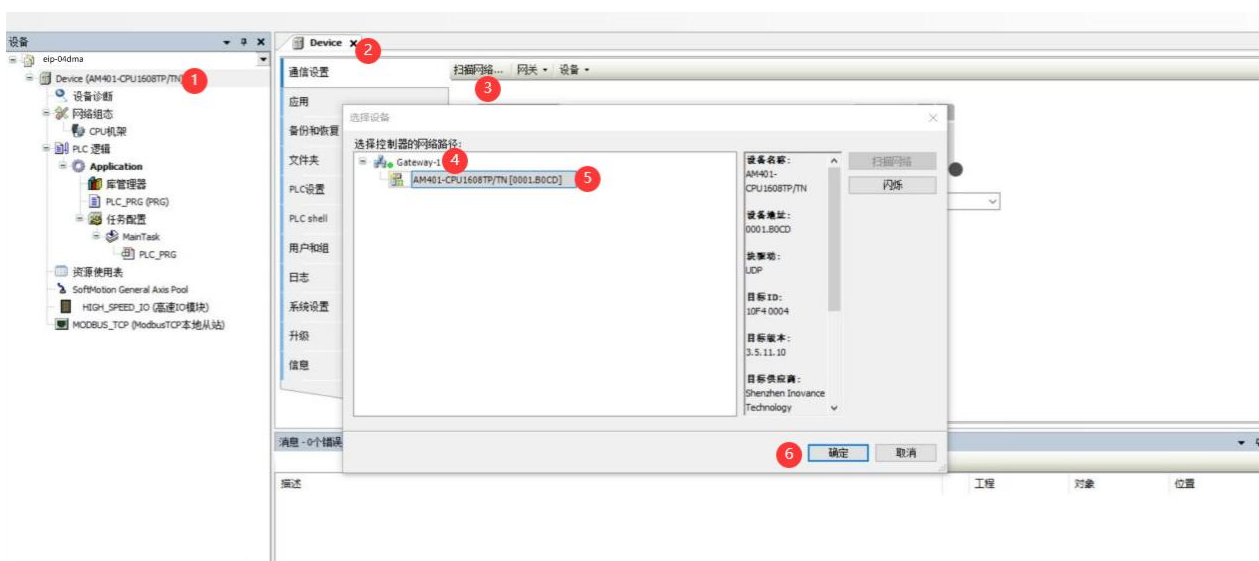 设备
eip-04dma
Device (AM401-CPU1608TP/TN)
1
设备诊断
网络组态
CPU机架
PLC 逻辑
Application
库管理器
PLC_PRG (PRG)
任务配置
MainTask
PLC_PRG
资源使用表
SoftMotion General Axis Pool
HIGH_SPEED_IO (高速IO模块)
MODBUS_TCP (ModbusTCP本地从站)
Device
2
通信设置
应用
备份和恢复
文件夹
PLC设置
PLC shell
用户和组
日志
系统设置
升级
信息
扫描网络... 网关 设备
3
选择设备
选择控制器的网络路径:
Gateway-1
4
AM401-CPU1608TP/TN [0001.B0CD]
5
设备名称:
AM401-
CPU1608TP/TN
设备地址:
0001.B0CD
块驱动:
UDP
目标ID:
10F4 0004
目标版本:
3.5.11.10
目标供应商:
Shenzhen Inovance
Technology
扫描网络
闪烁
6
确定 取消
消息 - 0个错误
描述 工程 对象 位置